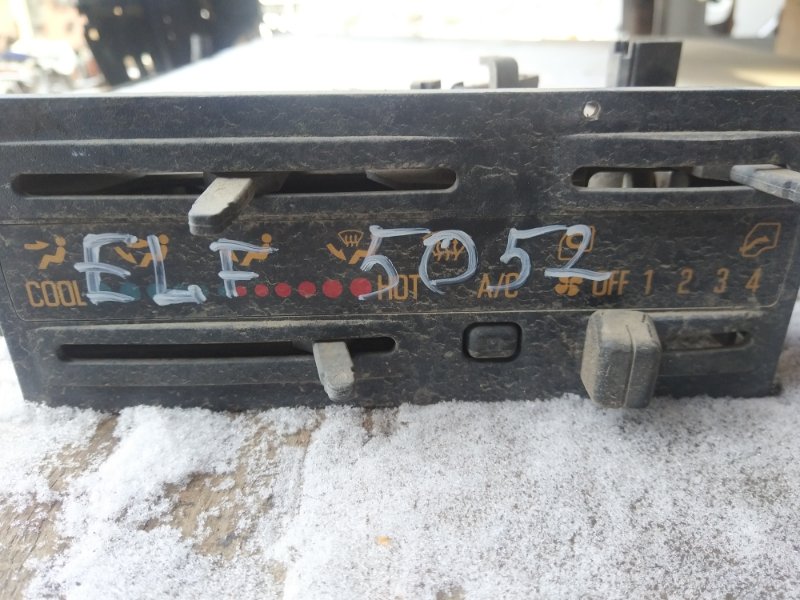 ELF 5052
COOL HOT A/C OFF 1 2 3 4